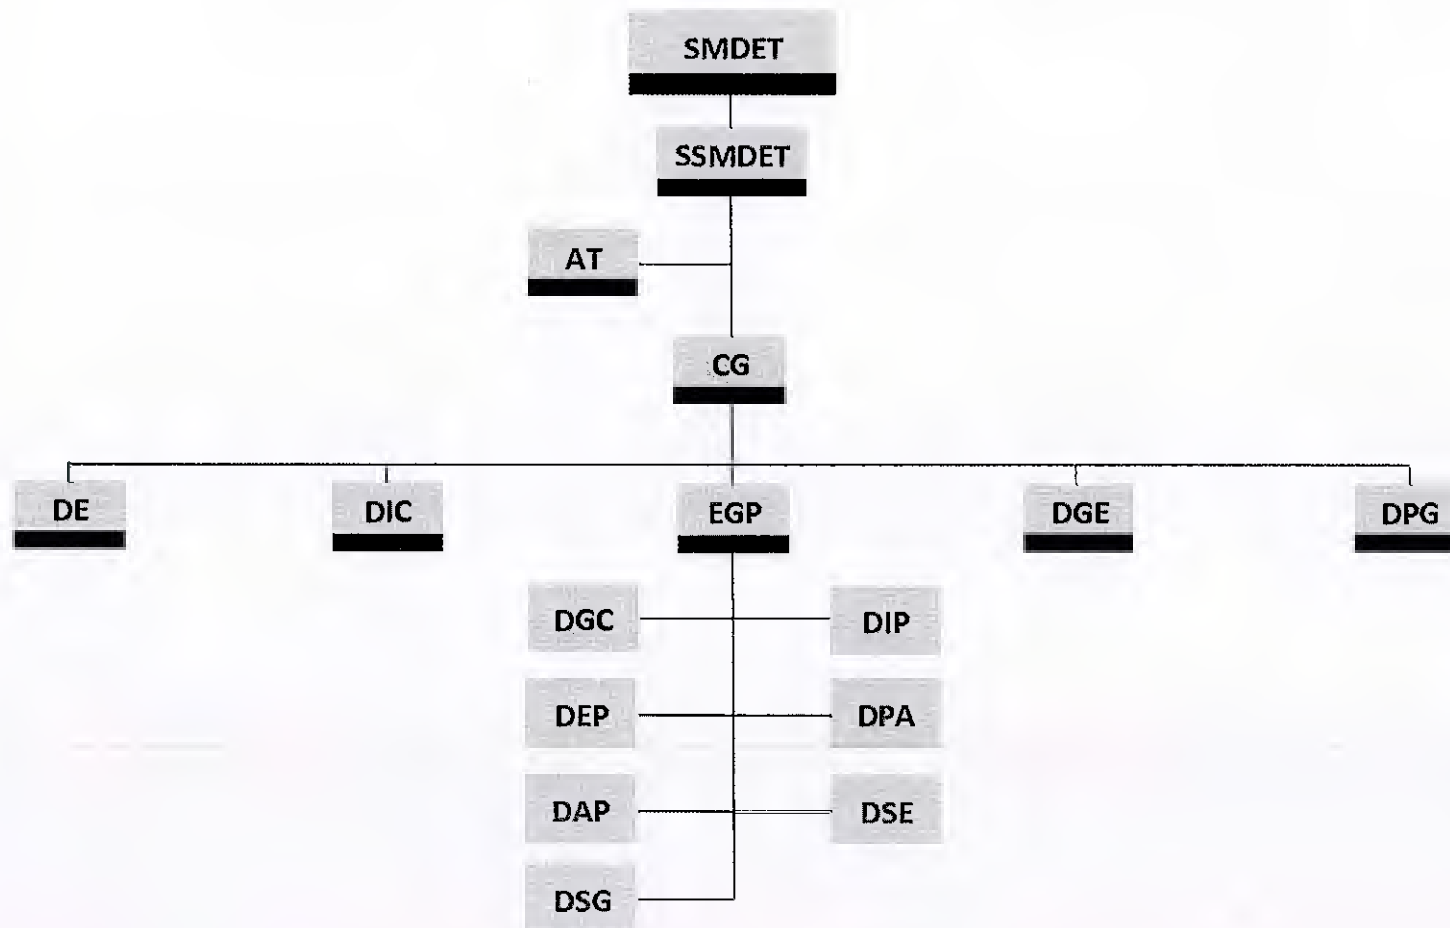 SMDET
SSMDET
AT
CG
DE
DIC
EGP
DGE
DPG
DGC
DIP
DEP
DPA
DAP
DSE
DSG